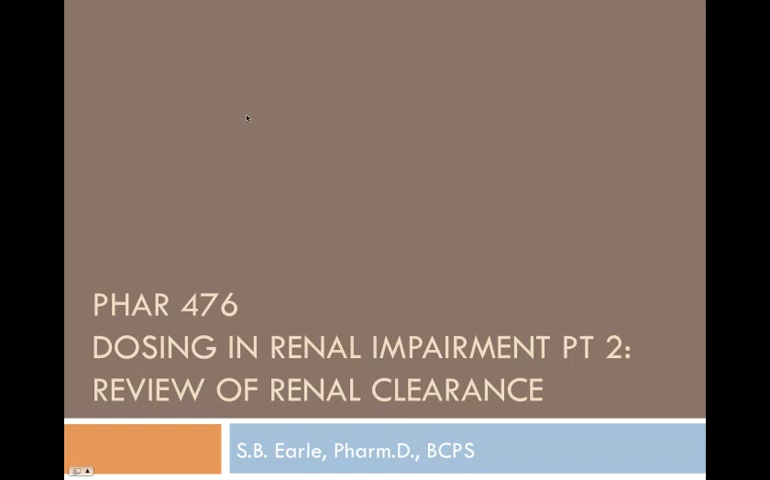 PHAR 476
DOSING IN RENAL IMPAIRMENT PT 2:
REVIEW OF RENAL CLEARANCE
S.B. Earle, Pharm.D., BCPS